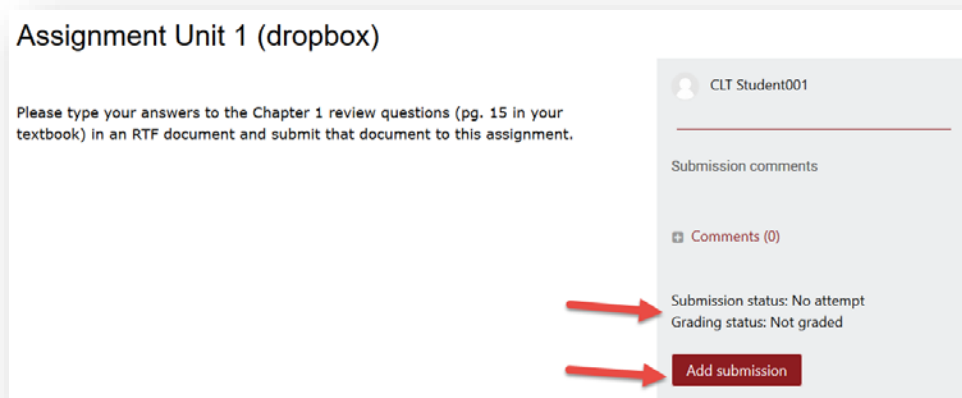 Assignment Unit 1 (dropbox)
Please type your answers to the Chapter 1 review questions (pg. 15 in your
textbook) in an RTF document and submit that document to this assignment.
CLT Student001
Submission comments
Comments (0)
Submission status: No attempt
Grading status: Not graded
Add submission